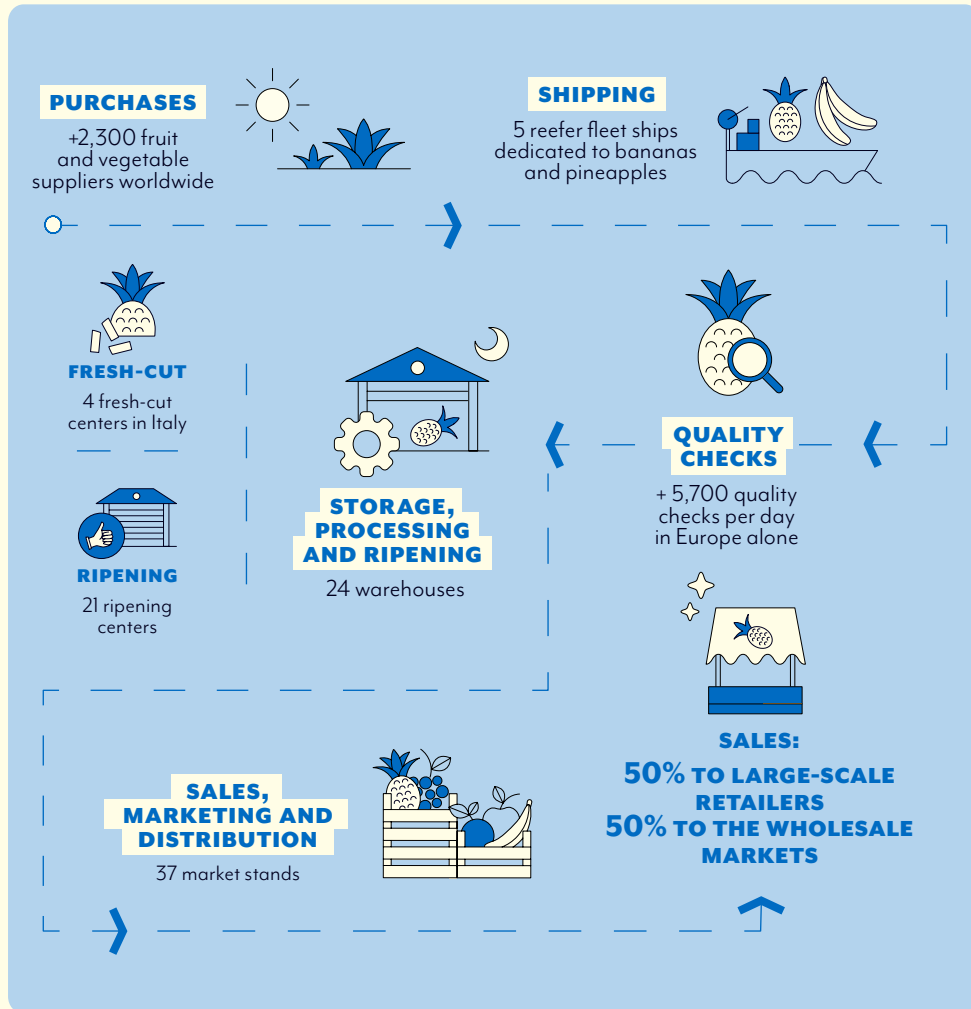 PURCHASES
+2,300 fruit
and vegetable
suppliers worldwide
SHIPPING
5 reefer fleet ships
dedicated to bananas
and pineapples
QUALITY
CHECKS
+ 5,700 quality
checks per day
in Europe alone
STORAGE,
PROCESSING
AND RIPENING
24 warehouses
FRESH-CUT
4 fresh-cut
centers in Italy
RIPENING
21 ripening
centers
SALES,
MARKETING AND
DISTRIBUTION
37 market stands
SALES:
50% TO LARGE-SCALE
RETAILERS
50% TO THE WHOLESALE
MARKETS